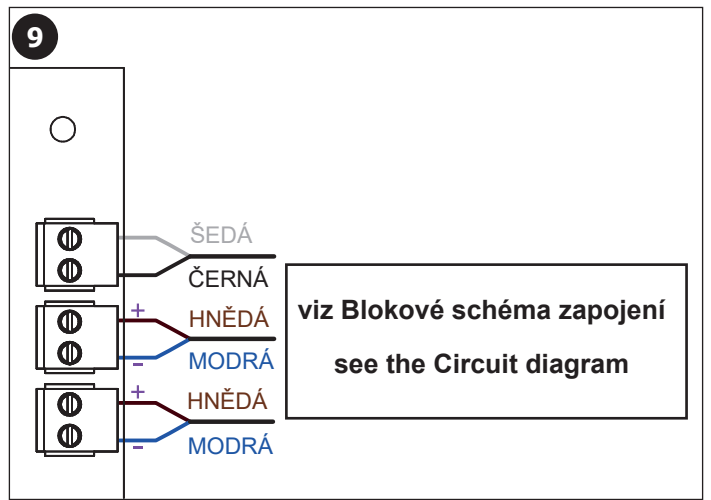 9
ŠEDÁ
ČERNÁ
+
HNĚDÁ
-
MODRÁ
+
HNĚDÁ
-
MODRÁ
viz Blokové schéma zapojení
see the Circuit diagram